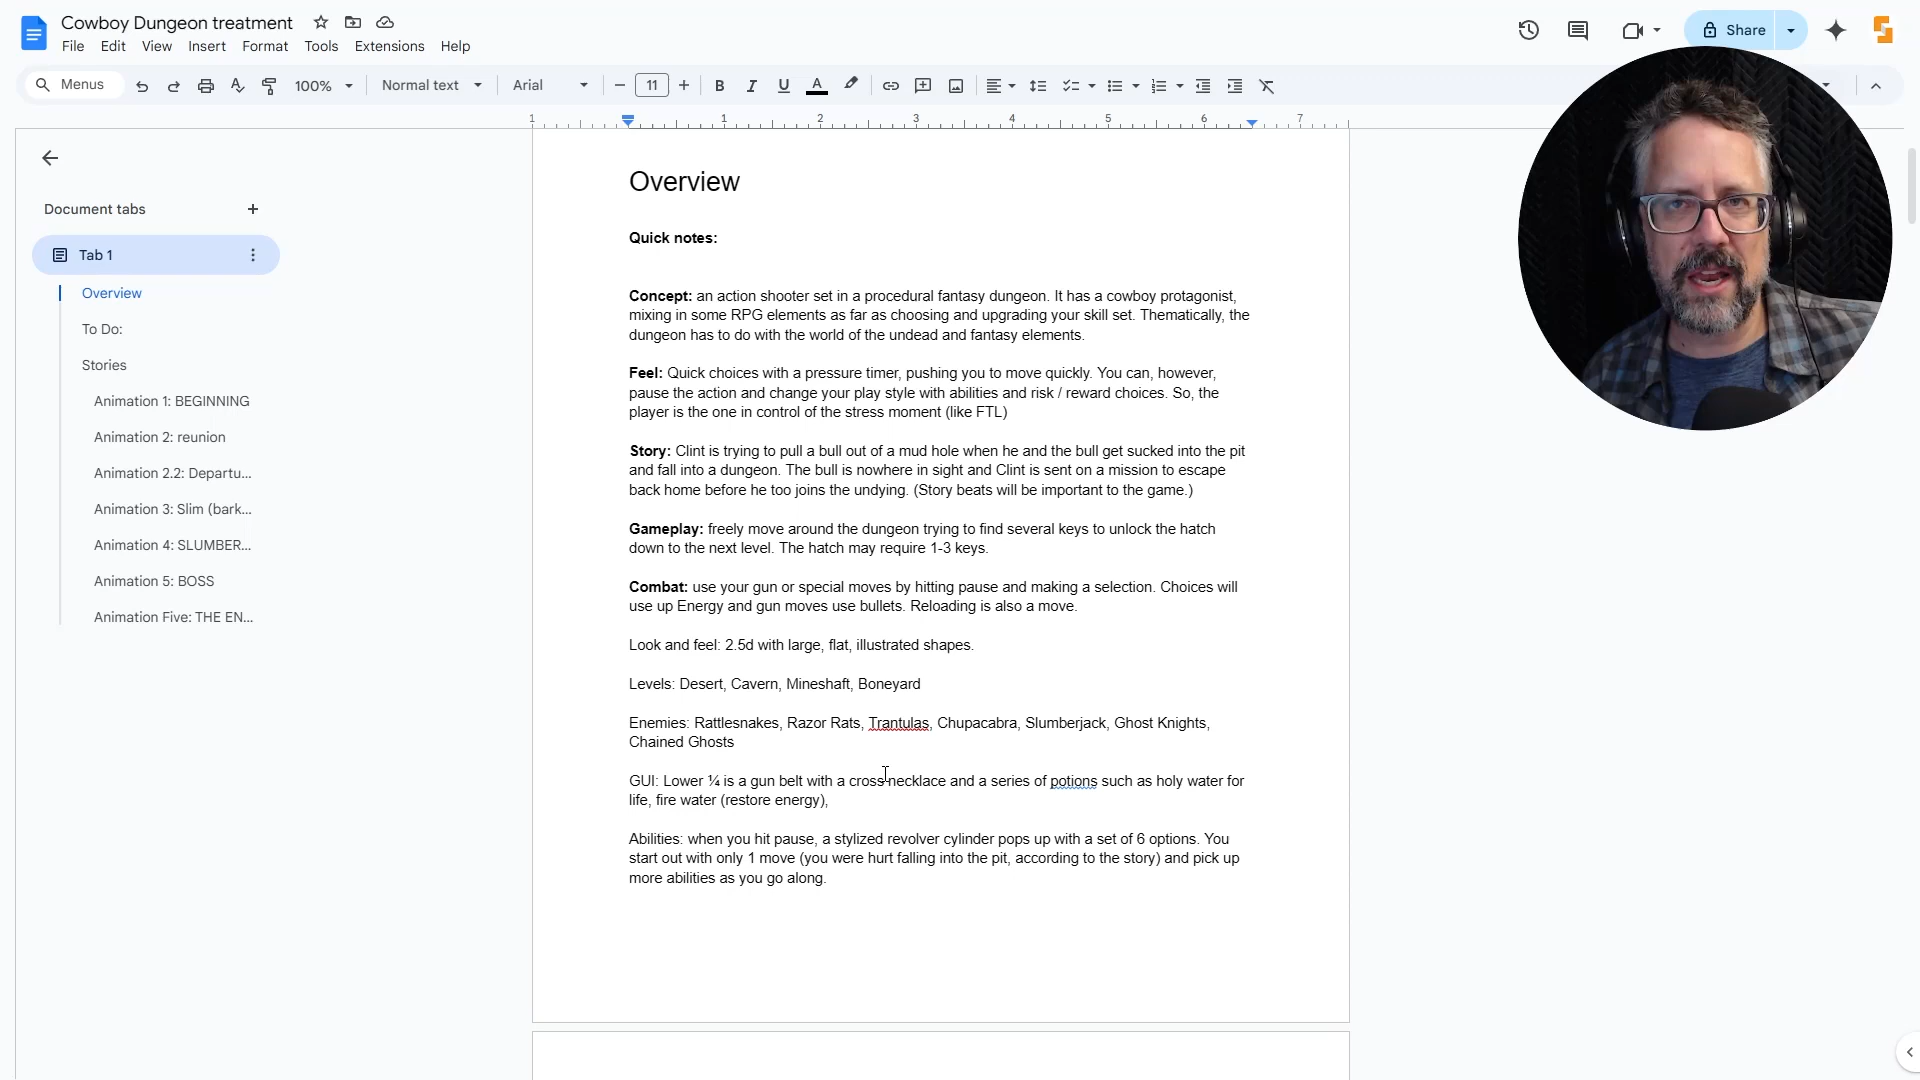 Cowboy Dungeon treatment
File Edit View Insert Format Tools Extensions Help
Share
Menus
100%
Normal text
Arial
11
B I U A
1 1 2 3 4 5 6 7
Document tabs
Tab 1
Overview
To Do:
Stories
Animation 1: BEGINNING
Animation 2: reunion
Animation 2.2: Departu...
Animation 3: Slim (bark...
Animation 4: SLUMBER...
Animation 5: BOSS
Animation Five: THE EN...
Overview
Quick notes:
Concept: an action shooter set in a procedural fantasy dungeon. It has a cowboy protagonist,
mixing in some RPG elements as far as choosing and upgrading your skill set. Thematically, the
dungeon has to do with the world of the undead and fantasy elements.
Feel: Quick choices with a pressure timer, pushing you to move quickly. You can, however,
pause the action and change your play style with abilities and risk / reward choices. So, the
player is the one in control of the stress moment (like FTL)
Story: Clint is trying to pull a bull out of a mud hole when he and the bull get sucked into the pit
and fall into a dungeon. The bull is nowhere in sight and Clint is sent on a mission to escape
back home before he too joins the undying. (Story beats will be important to the game.)
Gameplay: freely move around the dungeon trying to find several keys to unlock the hatch
down to the next level. The hatch may require 1-3 keys.
Combat: use your gun or special moves by hitting pause and making a selection. Choices will
use up Energy and gun moves use bullets. Reloading is also a move.
Look and feel: 2.5d with large, flat, illustrated shapes.
Levels: Desert, Cavern, Mineshaft, Boneyard
Enemies: Rattlesnakes, Razor Rats, Trantulas, Chupacabra, Slumberjack, Ghost Knights,
Chained Ghosts
GUI: Lower ¼ is a gun belt with a cross necklace and a series of potions such as holy water for
life, fire water (restore energy),
Abilities: when you hit pause, a stylized revolver cylinder pops up with a set of 6 options. You
start out with only 1 move (you were hurt falling into the pit, according to the story) and pick up
more abilities as you go along.